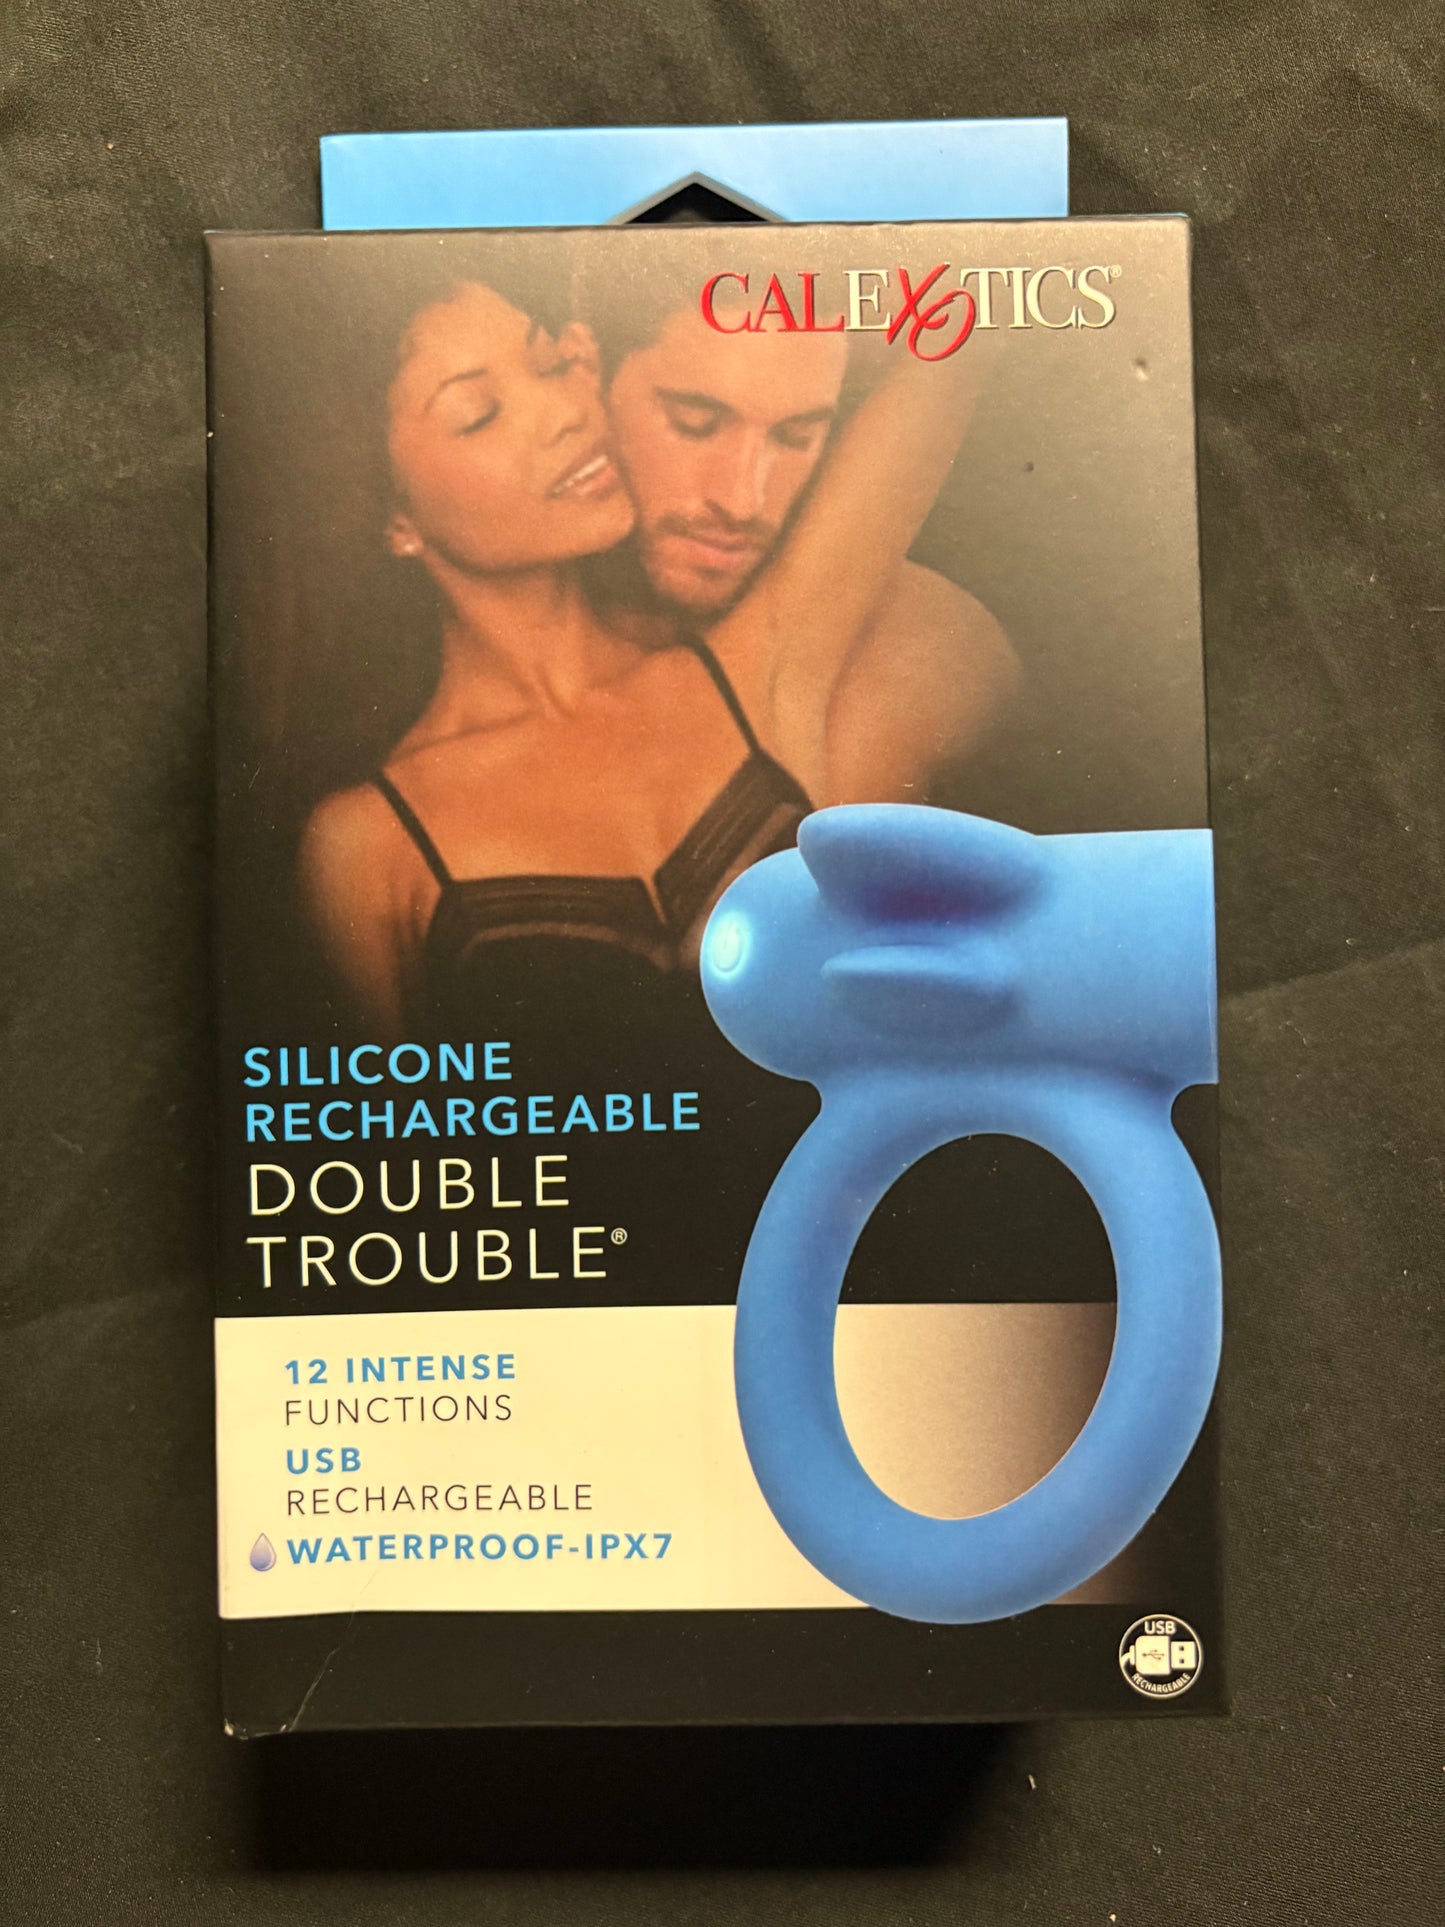 CALEXOTICS®
SILICONE
RECHARGEABLE
DOUBLE
TROUBLE®
12 INTENSE
FUNCTIONS
USB
RECHARGEABLE
WATERPROOF-IPX7
USB
RECHARGEABLE